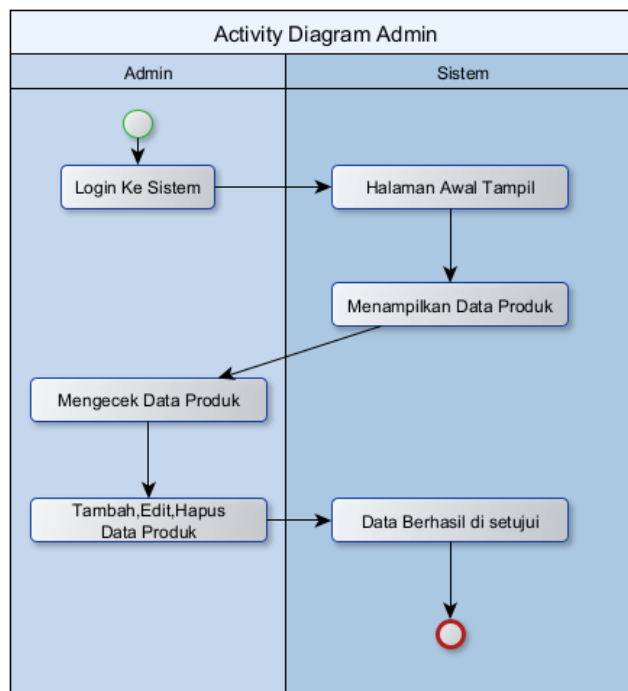 Activity Diagram Admin
Admin
Sistem
Login Ke Sistem
Halaman Awal Tampil
Menampilkan Data Produk
Mengecek Data Produk
Tambah,Edit,Hapus
Data Produk
Data Berhasil di setujui